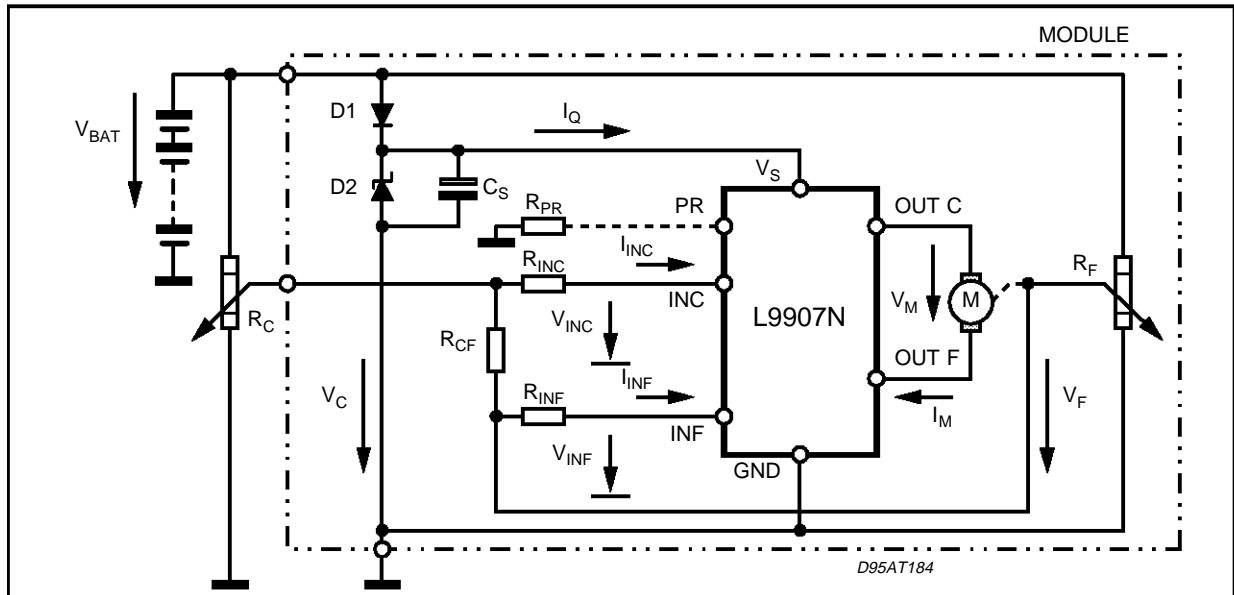 MODULE
D1
I_Q
V_BAT
D2
C_S
V_S
R_PR
PR
OUT C
I_INC
R_INC
INC
R_C
V_INC
L9907N
V_M
M
R_F
R_CF
I_INF
OUT F
V_C
R_INF
INF
I_M
V_F
V_INF
GND
D95AT184